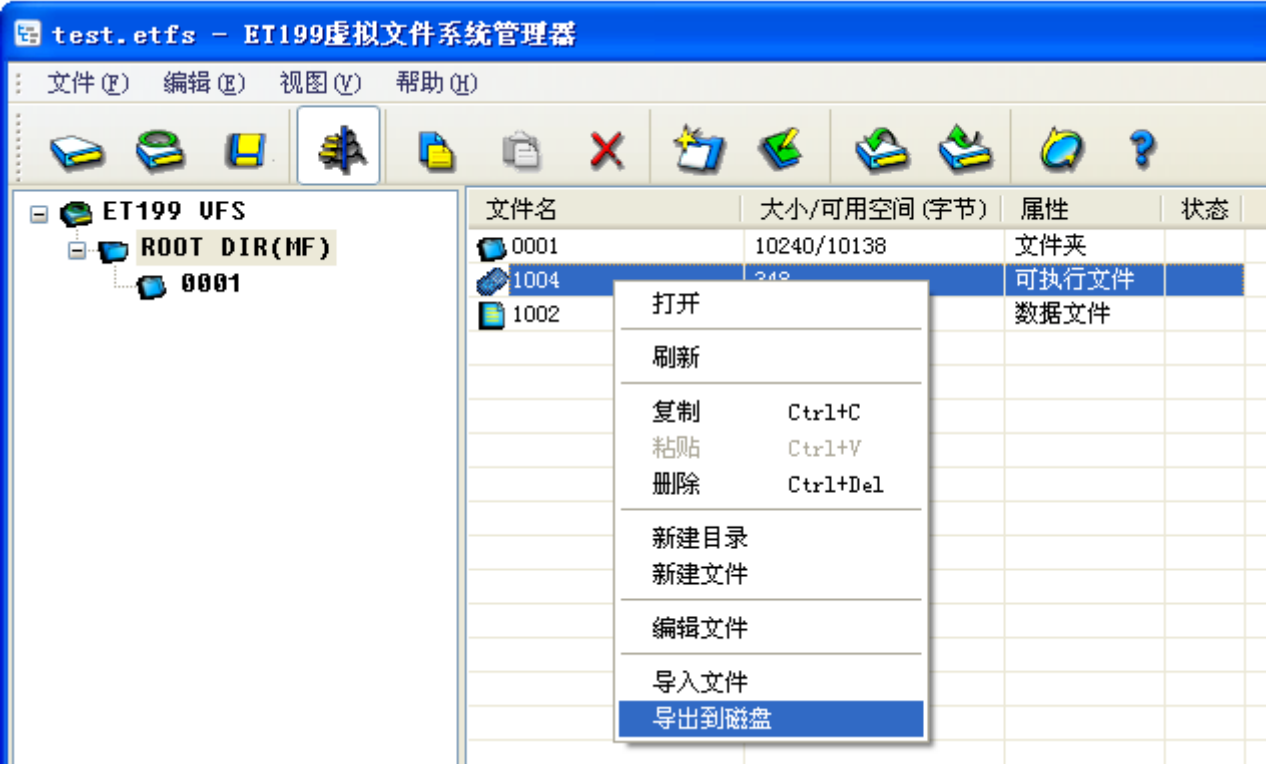 test.etfs - ET199虚拟文件系统管理器
文件(F) 编辑(E) 视图(V) 帮助(H)
ET199 VFS
ROOT DIR(MF)
0001
文件名 大小/可用空间(字节) 属性 状态
0001 10240/10138 文件夹
1004 348 可执行文件
1002 数据文件
打开
刷新
复制 Ctrl+C
粘贴 Ctrl+V
删除 Ctrl+Del
新建目录
新建文件
编辑文件
导入文件
导出到磁盘